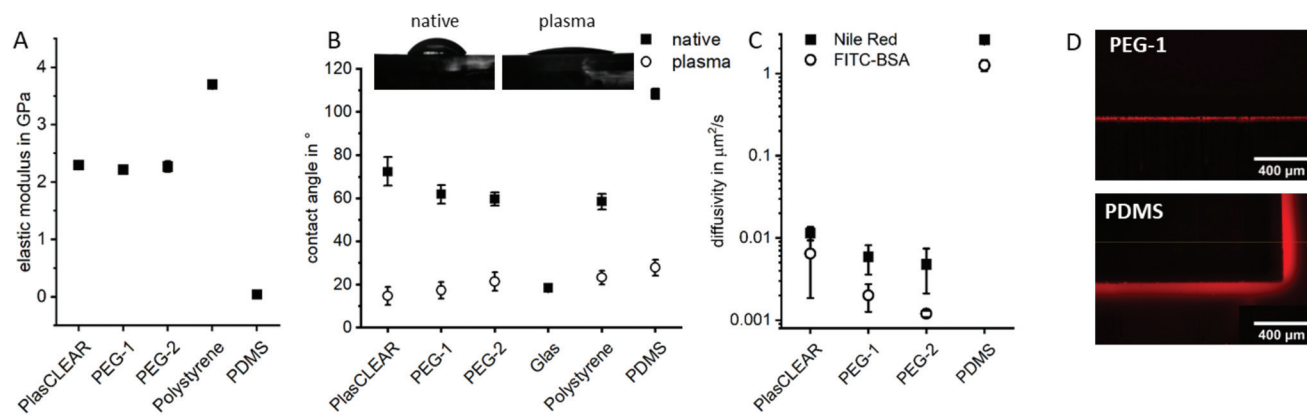 A
elastic modulus in GPa
4
3
2
1
0
PlasCLEAR
PEG-1
PEG-2
Polystyrene
PDMS
B
native
plasma
native
plasma
contact angle in °
120
100
80
60
40
20
0
PlasCLEAR
PEG-1
PEG-2
Glas
Polystyrene
PDMS
C
Nile Red
FITC-BSA
diffusivity in µm²/s
1
0.1
0.01
0.001
PlasCLEAR
PEG-1
PEG-2
PDMS
D
PEG-1
400 µm
PDMS
400 µm